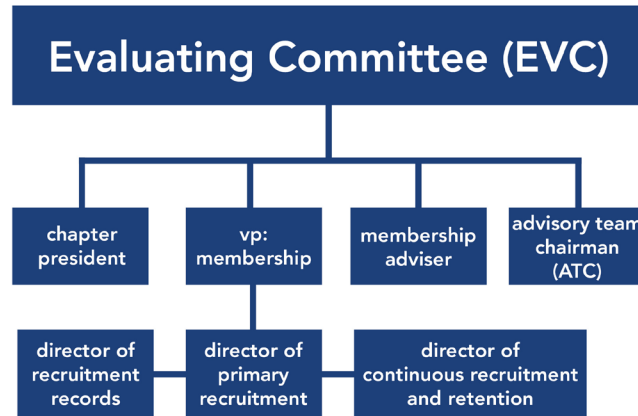 Evaluating Committee (EVC)
chapter
president
vp:
membership
membership
adviser
advisory team
chairman
(ATC)
director of
recruitment
records
director of
primary
recruitment
director of
continuous recruitment
and retention